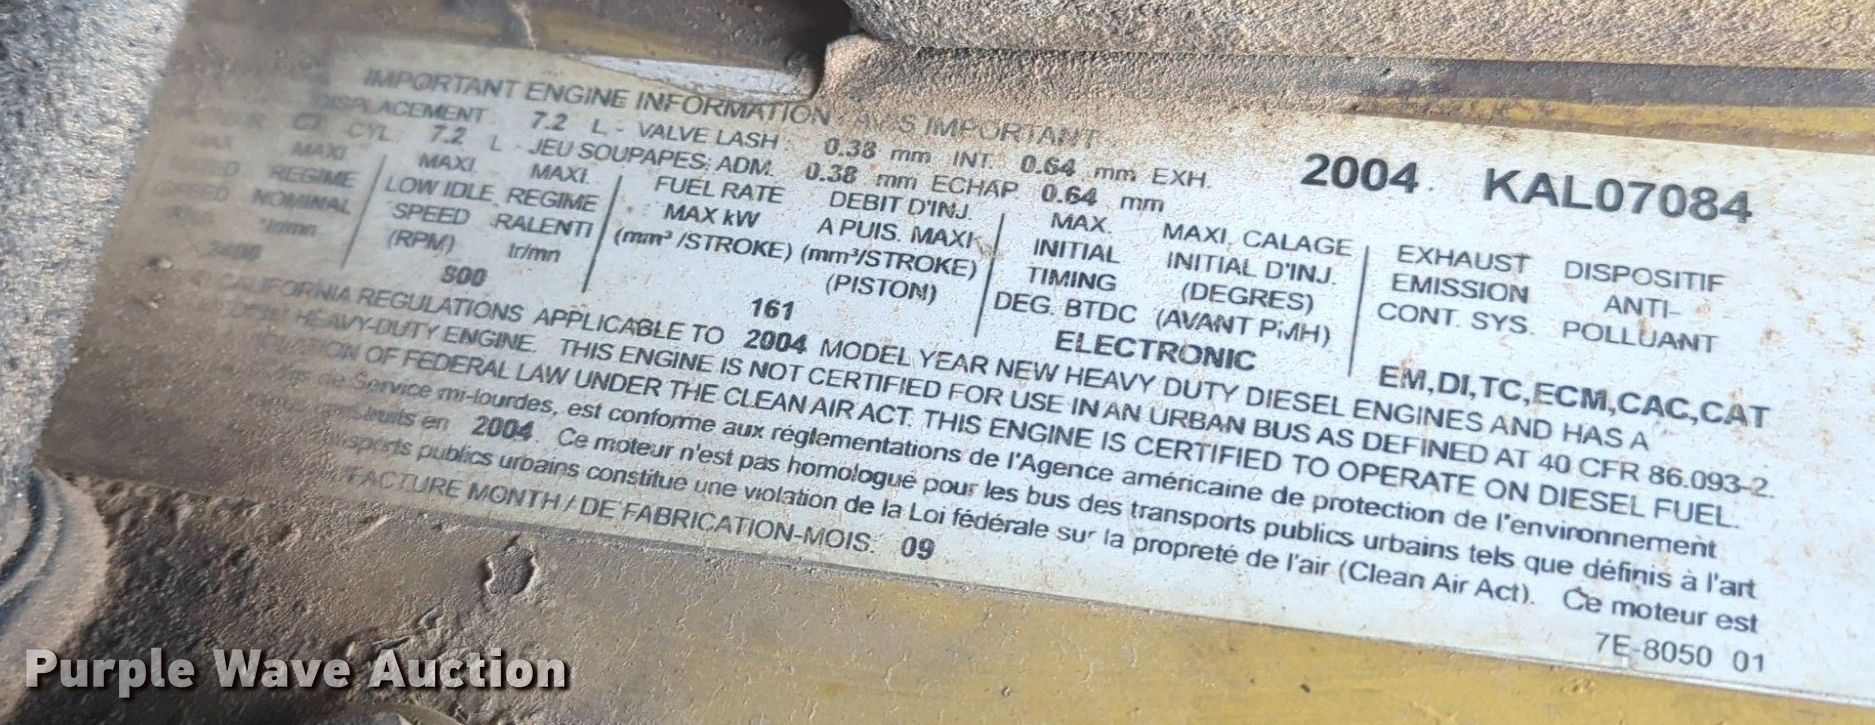 IMPORTANT ENGINE INFORMATION / AVIS IMPORTANT
DISPLACEMENT: 7.2 L - VALVE LASH: 0.38 mm INT. 0.64 mm EXH.
CYL: 7.2 L - JEU SOUPAPES: ADM. 0.38 mm ECHAP. 0.64 mm
2004. KAL07084
MAX. MAXI.
REGIME
SPEED NOMINAL
tr/mn
MAXI. MAXI.
LOW IDLE REGIME
SPEED RALENTI
(RPM) tr/mn
800
FUEL RATE DEBIT D'INJ.
MAX kW A PUIS. MAXI
(mm³/STROKE) (mm³/STROKE)
(PISTON)
161
MAX. MAXI. CALAGE
INITIAL INITIAL D'INJ.
TIMING (DEGRES)
DEG. BTDC (AVANT PMH)
ELECTRONIC
EXHAUST DISPOSITIF
EMISSION ANTI-
CONT. SYS. POLLUANT
EM,DI,TC,ECM,CAC,CAT
CALIFORNIA REGULATIONS APPLICABLE TO 2004 MODEL YEAR NEW HEAVY DUTY DIESEL ENGINES AND HAS A
HEAVY-DUTY ENGINE. THIS ENGINE IS NOT CERTIFIED FOR USE IN AN URBAN BUS AS DEFINED AT 40 CFR 86.093-2.
VIOLATION OF FEDERAL LAW UNDER THE CLEAN AIR ACT. THIS ENGINE IS CERTIFIED TO OPERATE ON DIESEL FUEL.
de Service mi-lourdes, est conforme aux réglementations de l'Agence américaine de protection de l'environnement
en 2004. Ce moteur n'est pas homologue pour les bus des transports publics urbains tels que définis à l'art
publics urbains constitue une violation de la Loi fédérale sur la propreté de l'air (Clean Air Act). Ce moteur est
FACTURE MONTH / DE FABRICATION-MOIS: 09
7E-8050 01
Purple Wave Auction